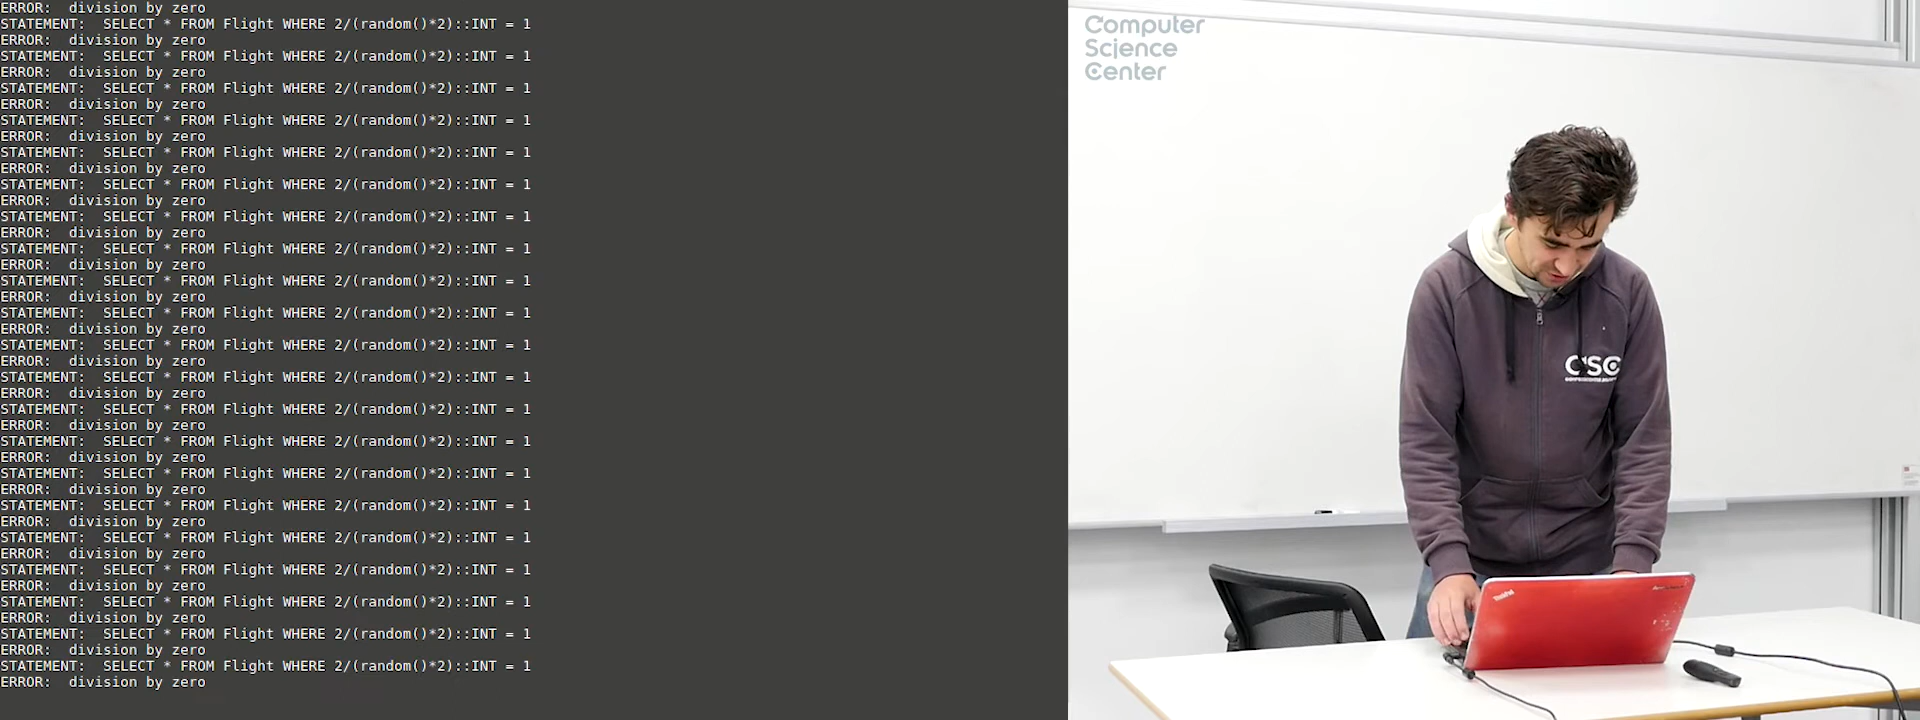 ERROR:  division by zero
STATEMENT:  SELECT * FROM Flight WHERE 2/(random()*2)::INT = 1
ERROR:  division by zero
STATEMENT:  SELECT * FROM Flight WHERE 2/(random()*2)::INT = 1
ERROR:  division by zero
STATEMENT:  SELECT * FROM Flight WHERE 2/(random()*2)::INT = 1
ERROR:  division by zero
STATEMENT:  SELECT * FROM Flight WHERE 2/(random()*2)::INT = 1
ERROR:  division by zero
STATEMENT:  SELECT * FROM Flight WHERE 2/(random()*2)::INT = 1
ERROR:  division by zero
STATEMENT:  SELECT * FROM Flight WHERE 2/(random()*2)::INT = 1
ERROR:  division by zero
STATEMENT:  SELECT * FROM Flight WHERE 2/(random()*2)::INT = 1
ERROR:  division by zero
STATEMENT:  SELECT * FROM Flight WHERE 2/(random()*2)::INT = 1
ERROR:  division by zero
STATEMENT:  SELECT * FROM Flight WHERE 2/(random()*2)::INT = 1
ERROR:  division by zero
STATEMENT:  SELECT * FROM Flight WHERE 2/(random()*2)::INT = 1
ERROR:  division by zero
STATEMENT:  SELECT * FROM Flight WHERE 2/(random()*2)::INT = 1
ERROR:  division by zero
STATEMENT:  SELECT * FROM Flight WHERE 2/(random()*2)::INT = 1
ERROR:  division by zero
STATEMENT:  SELECT * FROM Flight WHERE 2/(random()*2)::INT = 1
ERROR:  division by zero
STATEMENT:  SELECT * FROM Flight WHERE 2/(random()*2)::INT = 1
ERROR:  division by zero
STATEMENT:  SELECT * FROM Flight WHERE 2/(random()*2)::INT = 1
ERROR:  division by zero
STATEMENT:  SELECT * FROM Flight WHERE 2/(random()*2)::INT = 1
ERROR:  division by zero
STATEMENT:  SELECT * FROM Flight WHERE 2/(random()*2)::INT = 1
ERROR:  division by zero
STATEMENT:  SELECT * FROM Flight WHERE 2/(random()*2)::INT = 1
ERROR:  division by zero
STATEMENT:  SELECT * FROM Flight WHERE 2/(random()*2)::INT = 1
ERROR:  division by zero
STATEMENT:  SELECT * FROM Flight WHERE 2/(random()*2)::INT = 1
ERROR:  division by zero
STATEMENT:  SELECT * FROM Flight WHERE 2/(random()*2)::INT = 1
ERROR:  division by zero
Computer
Science
Center
CSC
ThinkPad